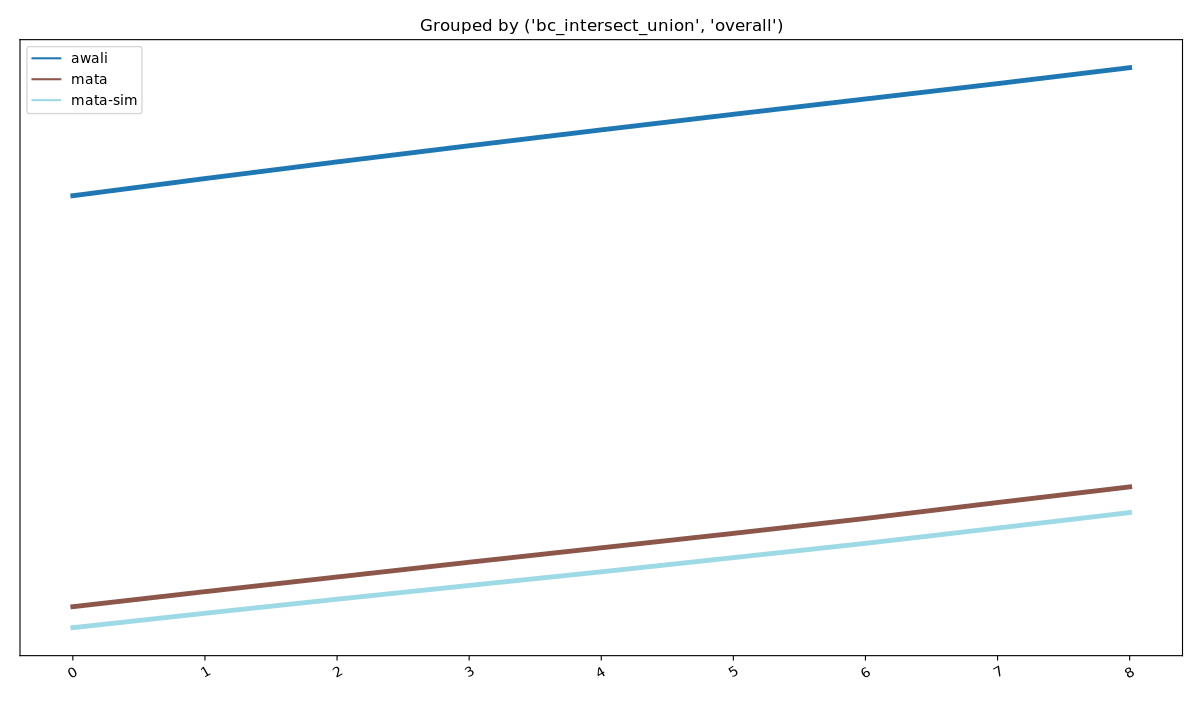 Grouped by ('bc_intersect_union', 'overall')
awali
mata
mata-sim
0 1 2 3 4 5 6 7 8